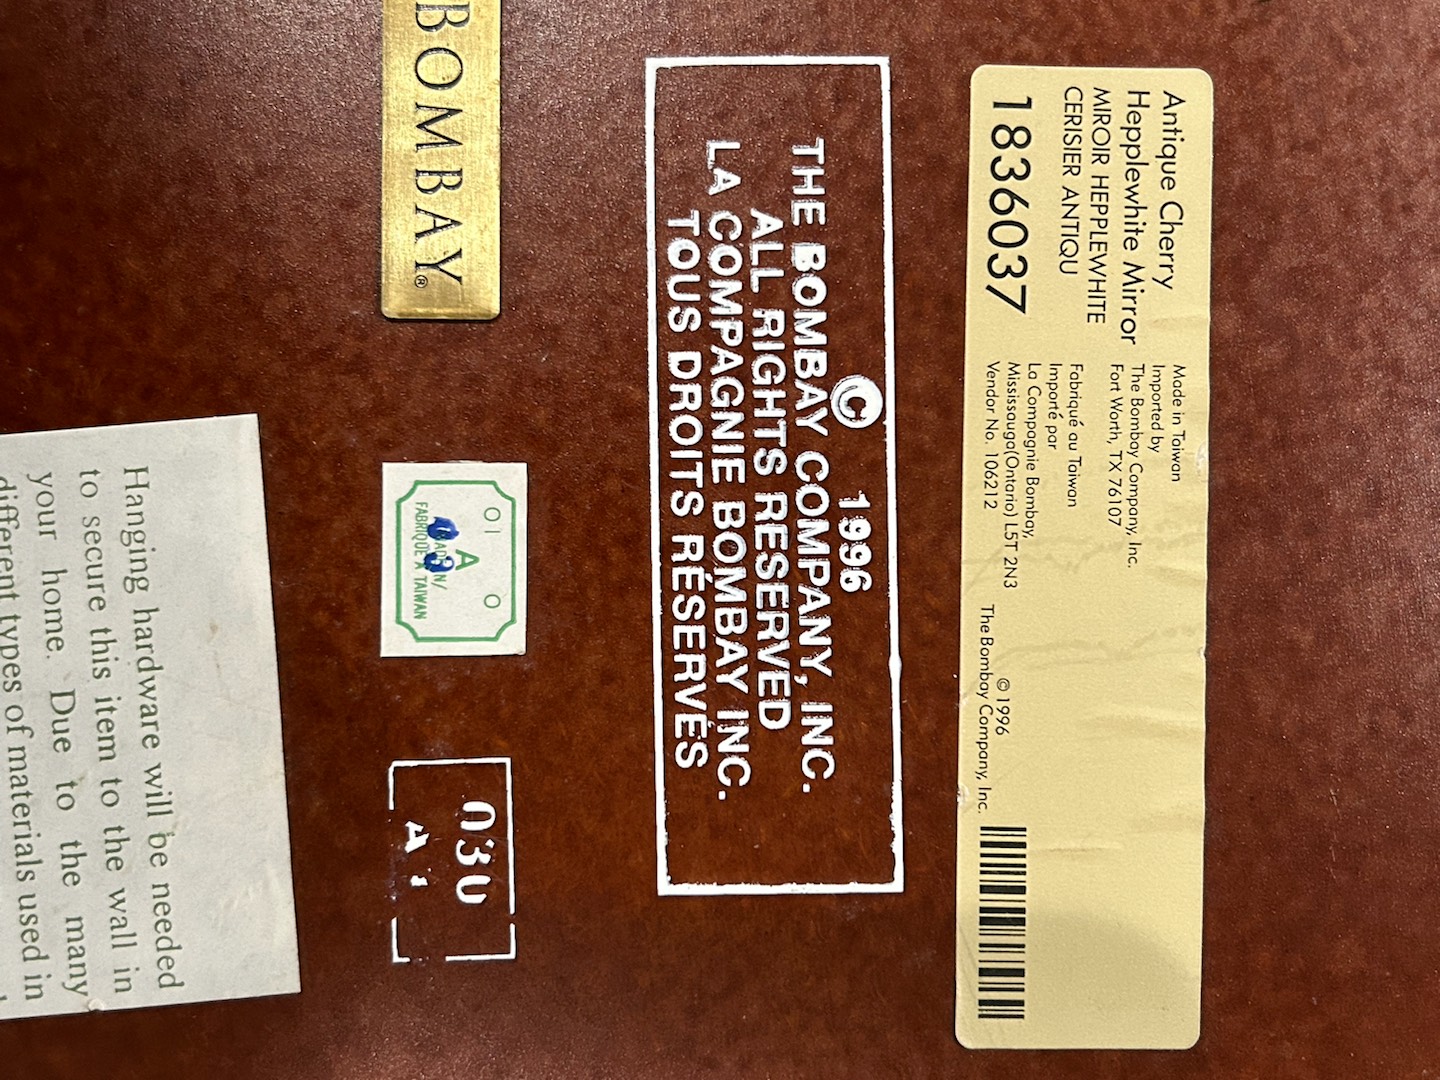 BOMBAY®
© 1996
THE BOMBAY COMPANY, INC.
ALL RIGHTS RESERVED
LA COMPAGNIE BOMBAY INC.
TOUS DROITS RÉSERVÉS
Antique Cherry
Hepplewhite Mirror
MIROIR HEPPLEWHITE
CERISIER ANTIQU
1836037
Made in Taiwan
Imported by
The Bombay Company, Inc.
Fort Worth, TX 76107
Fabriqué au Taiwan
Importé par
La Compagnie Bombay,
Mississauga(Ontario) L5T 2N3
Vendor No. 106212
© 1996
The Bombay Company, Inc.
A
FABRIQUE A TAIWAN
030
A
Hanging hardware will be needed
to secure this item to the wall in
your home. Due to the many
different types of materials used in